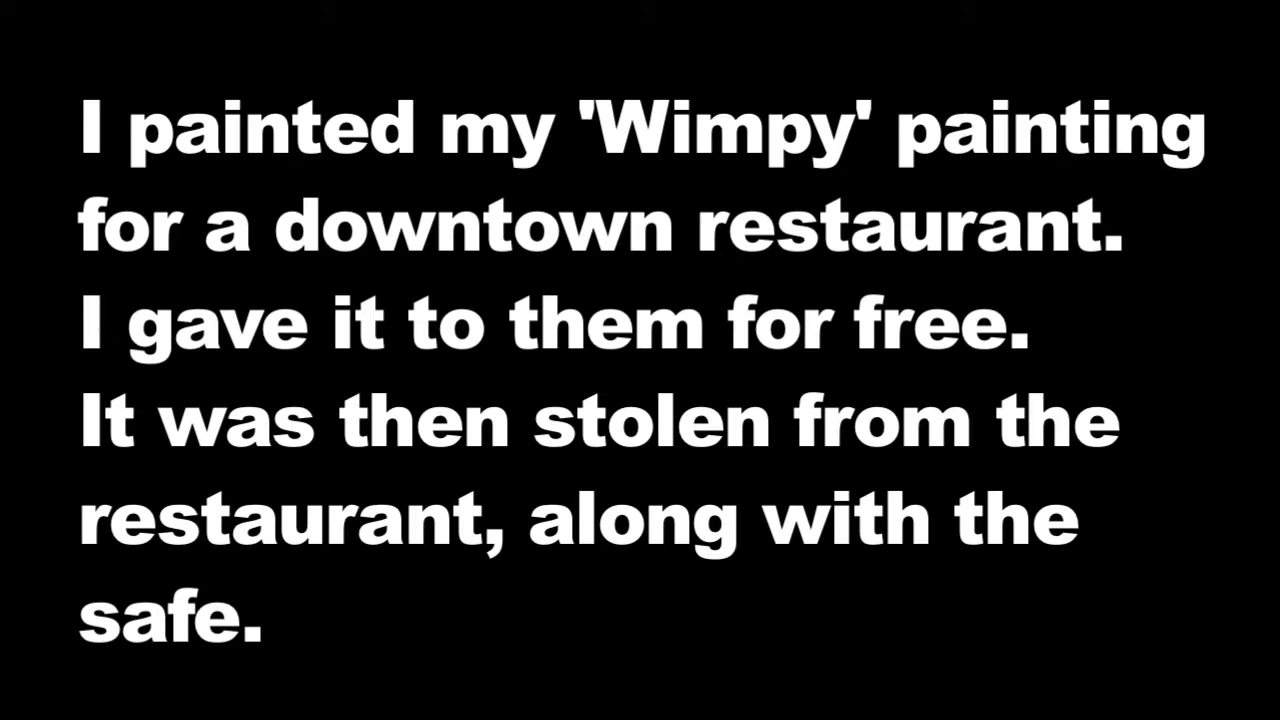 I painted my 'Wimpy' painting
for a downtown restaurant.
I gave it to them for free.
It was then stolen from the
restaurant, along with the
safe.